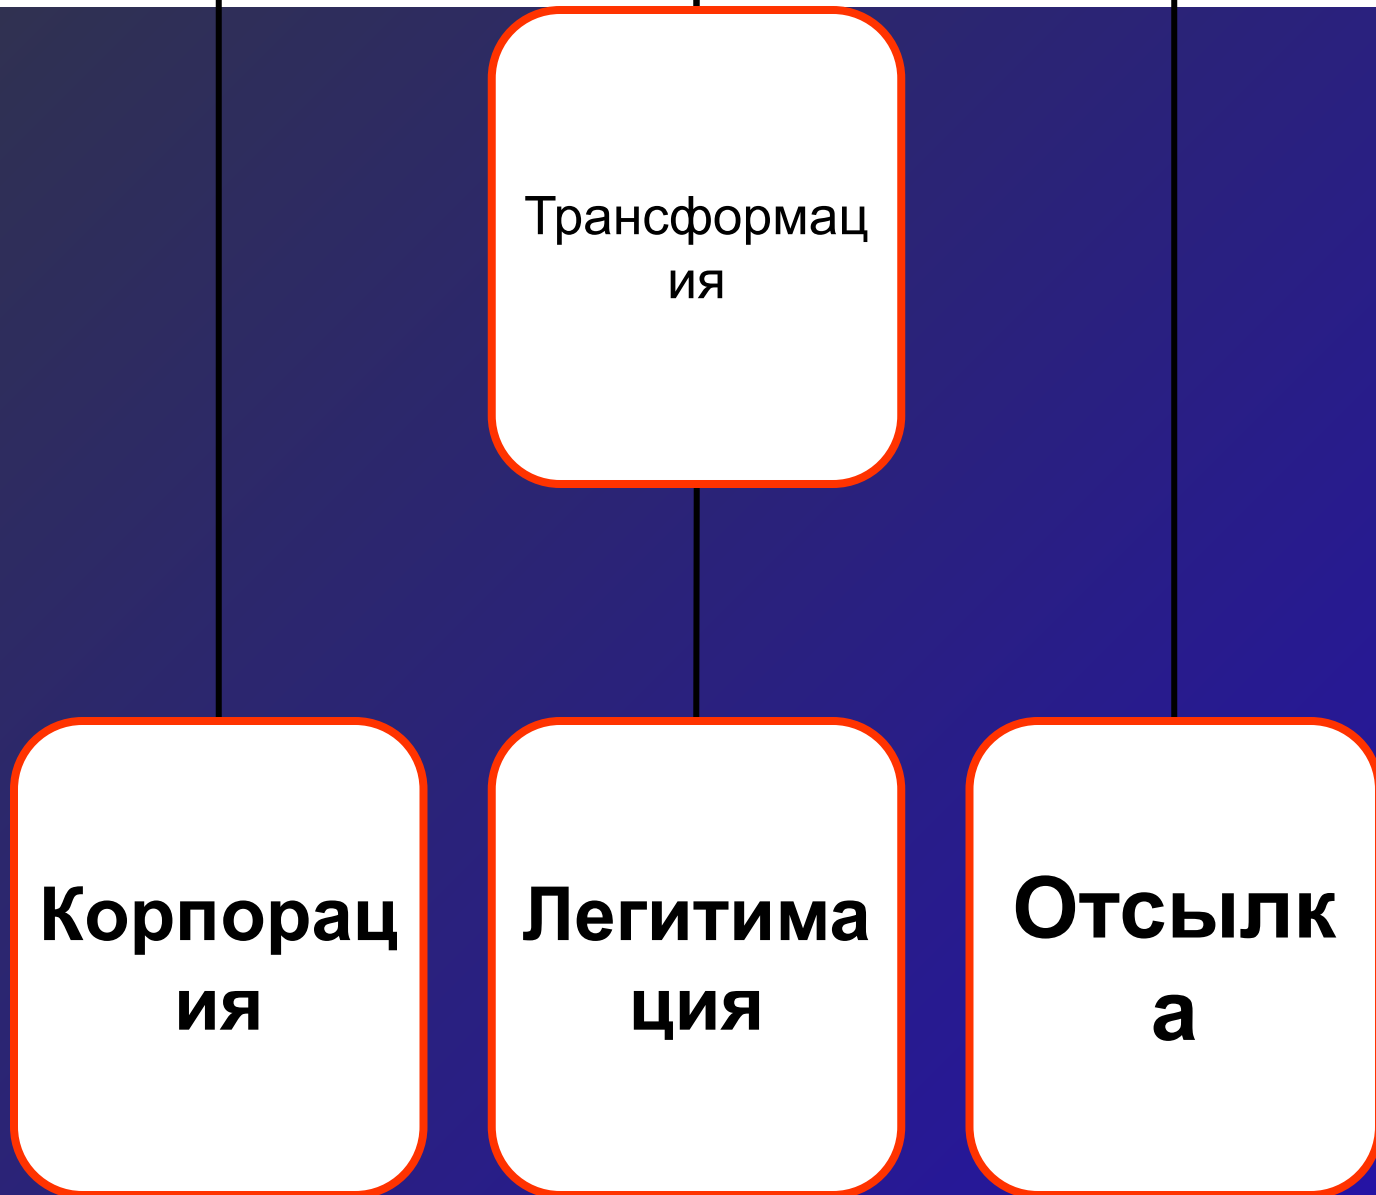 Трансформац
ия
Корпорац
ия
Легитима
ция
Отсылк
а